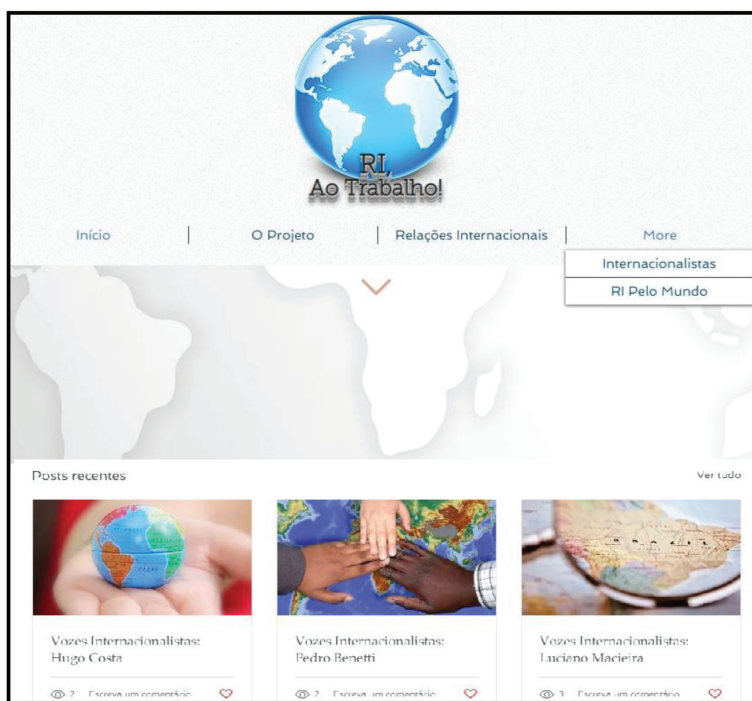 RI,
Ao Trabalho!
Início
O Projeto
Relações Internacionais
More
Internacionalistas
RI Pelo Mundo
Posts recentes
Ver tudo
Vozes Internacionalistas:
Hugo Costa
Vozes Internacionalistas:
Pedro Benetti
Vozes Internacionalistas:
Luciano Macieira
2 Escreva um comentário
2 Escreva um comentário
3 Escreva um comentário